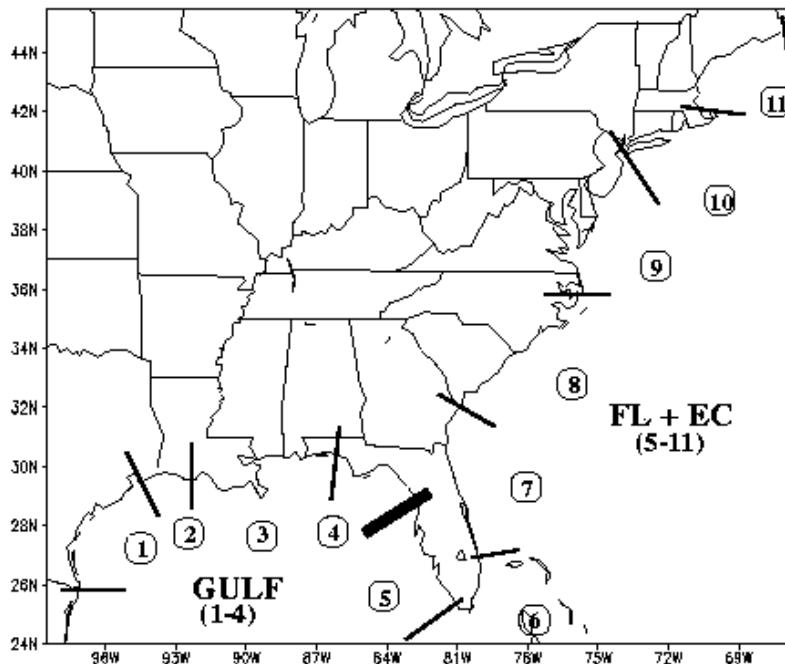 44N
42N
11
40N
10
38N
9
36N
34N
8
FL + EC
(5-11)
32N
30N
7
28N
1
2
3
4
26N
GULF
(1-4)
5
6
24N
96W 93W 90W 87W 84W 81W 78W 75W 72W 69W